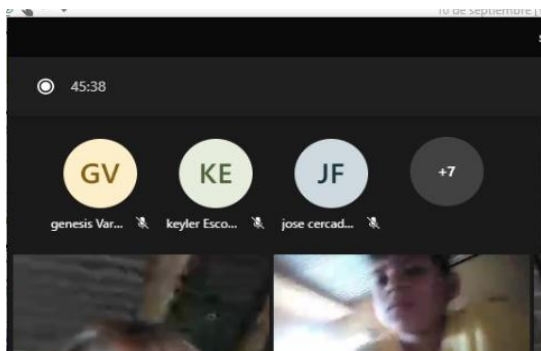 10 de septiembre
45:38
GV KE JF +7
genesis Var... keyler Esco... jose cercad...